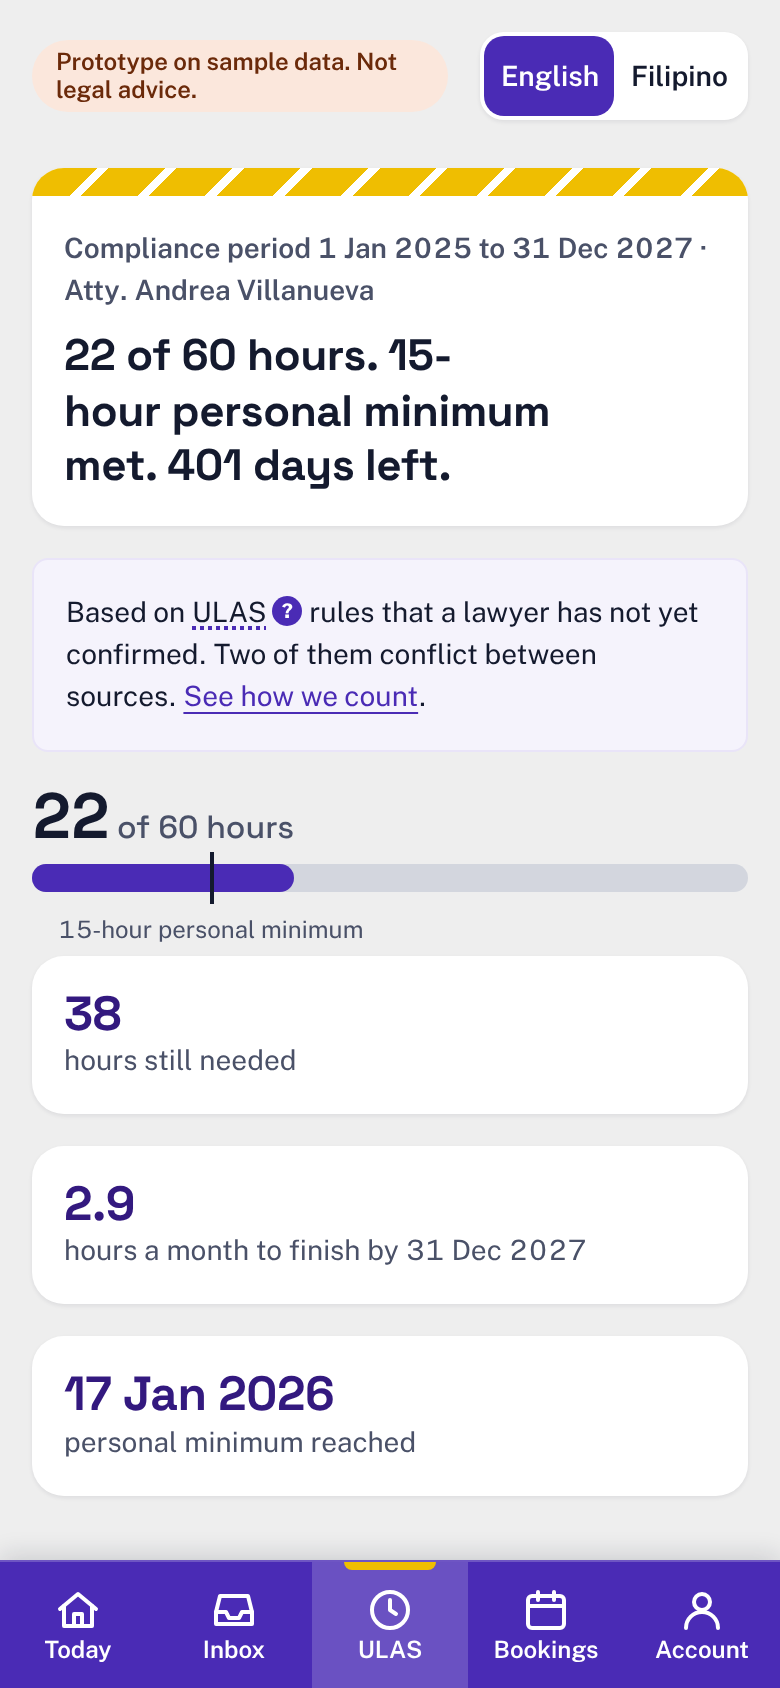 Prototype on sample data. Not
legal advice.
English
Filipino
Compliance period 1 Jan 2025 to 31 Dec 2027 ·
Atty. Andrea Villanueva
22 of 60 hours. 15-
hour personal minimum
met. 401 days left.
Based on ULAS ? rules that a lawyer has not yet
confirmed. Two of them conflict between
sources. See how we count.
22 of 60 hours
15-hour personal minimum
38
hours still needed
2.9
hours a month to finish by 31 Dec 2027
17 Jan 2026
personal minimum reached
Today
Inbox
ULAS
Bookings
Account